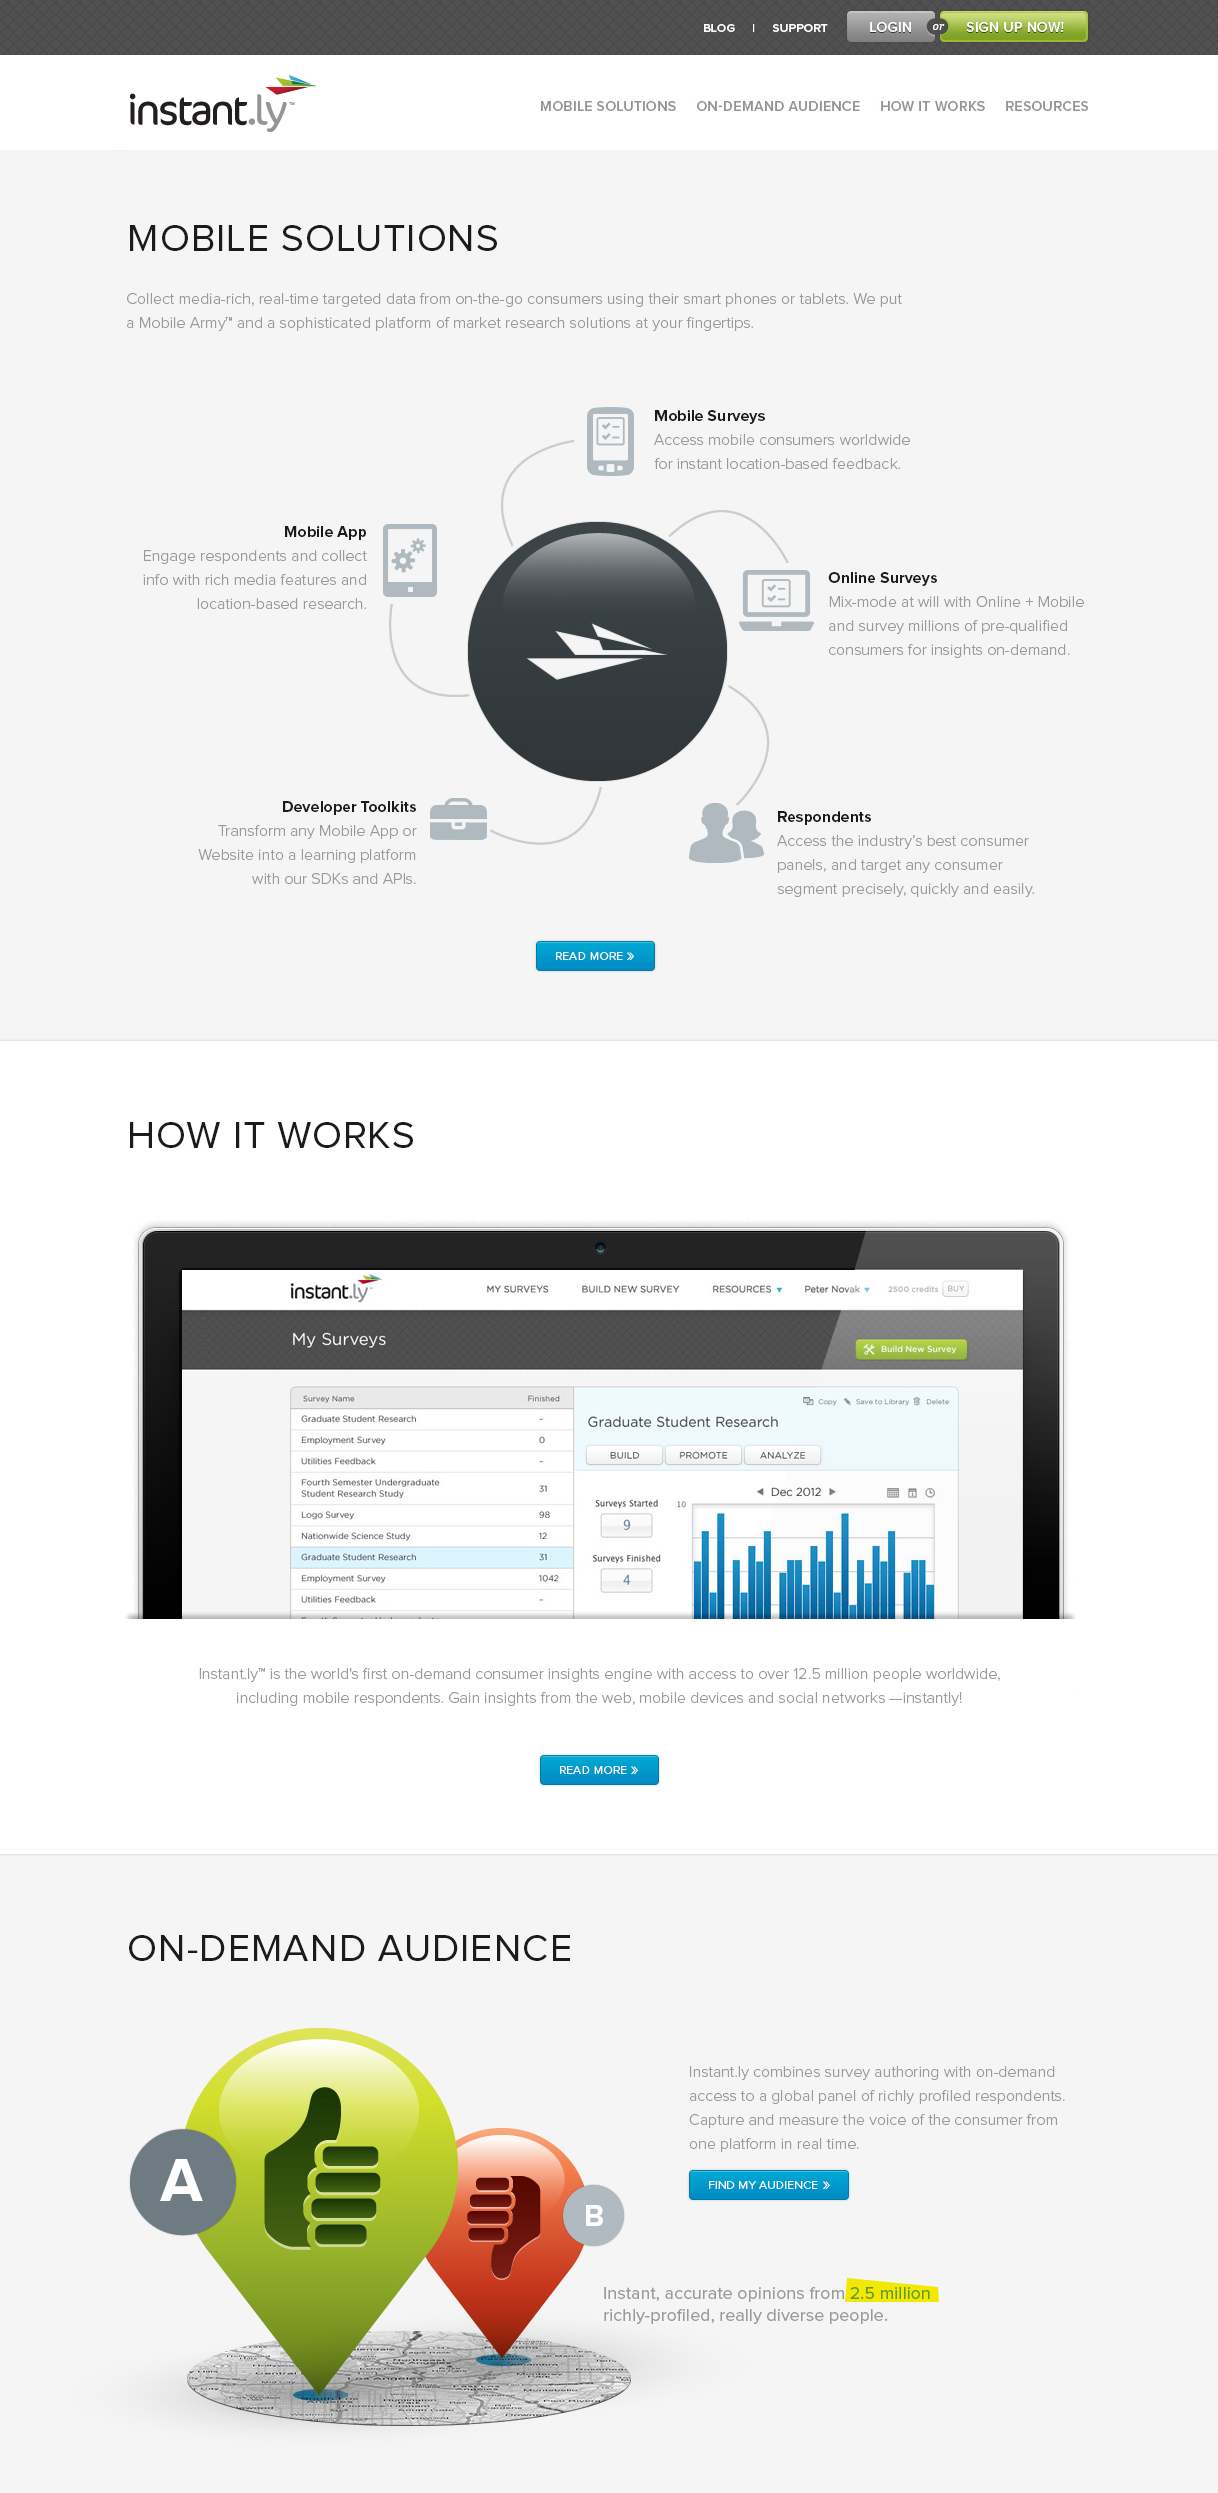 BLOG | SUPPORT LOGIN or SIGN UP NOW!
instant.ly™
MOBILE SOLUTIONS ON-DEMAND AUDIENCE HOW IT WORKS RESOURCES
MOBILE SOLUTIONS
Collect media-rich, real-time targeted data from on-the-go consumers using their smart phones or tablets. We put
a Mobile Army™ and a sophisticated platform of market research solutions at your fingertips.
Mobile Surveys
Access mobile consumers worldwide
for instant location-based feedback.
Mobile App
Engage respondents and collect
info with rich media features and
location-based research.
Online Surveys
Mix-mode at will with Online + Mobile
and survey millions of pre-qualified
consumers for insights on-demand.
Developer Toolkits
Transform any Mobile App or
Website into a learning platform
with our SDKs and APIs.
Respondents
Access the industry's best consumer
panels, and target any consumer
segment precisely, quickly and easily.
READ MORE »
HOW IT WORKS
instant.ly
MY SURVEYS BUILD NEW SURVEY RESOURCES Peter Novak 2500 credits BUY
My Surveys
Build New Survey
Survey Name Finished
Graduate Student Research -
Employment Survey 0
Utilities Feedback -
Fourth Semester Undergraduate
Student Research Study 31
Logo Survey 98
Nationwide Science Study 12
Graduate Student Research 31
Employment Survey 1042
Utilities Feedback -
Copy Save to Library Delete
Graduate Student Research
BUILD PROMOTE ANALYZE
Dec 2012
Surveys Started 10
9
Surveys Finished
4
Instant.ly™ is the world's first on-demand consumer insights engine with access to over 12.5 million people worldwide,
including mobile respondents. Gain insights from the web, mobile devices and social networks —instantly!
READ MORE »
ON-DEMAND AUDIENCE
A
B
Instant.ly combines survey authoring with on-demand
access to a global panel of richly profiled respondents.
Capture and measure the voice of the consumer from
one platform in real time.
FIND MY AUDIENCE »
Instant, accurate opinions from 2.5 million
richly-profiled, really diverse people.